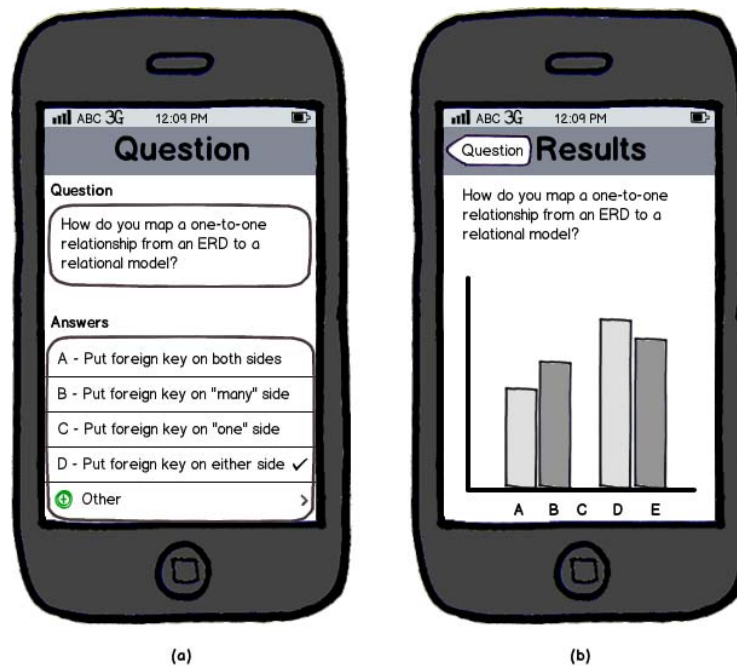 ABC 3G 12:09 PM
Question
Question
How do you map a one-to-one
relationship from an ERD to a
relational model?
Answers
A - Put foreign key on both sides
B - Put foreign key on "many" side
C - Put foreign key on "one" side
D - Put foreign key on either side
Other
(a)
ABC 3G 12:09 PM
Question
Results
How do you map a one-to-one
relationship from an ERD to a
relational model?
A B C D E
(b)